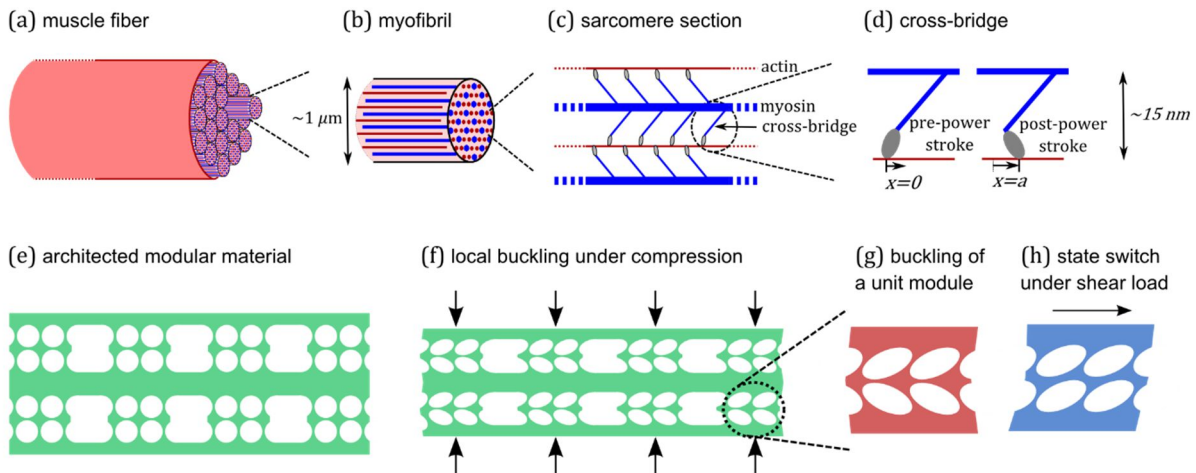 (a) muscle fiber
(b) myofibril
(c) sarcomere section
(d) cross-bridge
~1 μm
actin
myosin
cross-bridge
pre-power
stroke
post-power
stroke
~15 nm
x=0
x=a
(e) architected modular material
(f) local buckling under compression
(g) buckling of
a unit module
(h) state switch
under shear load